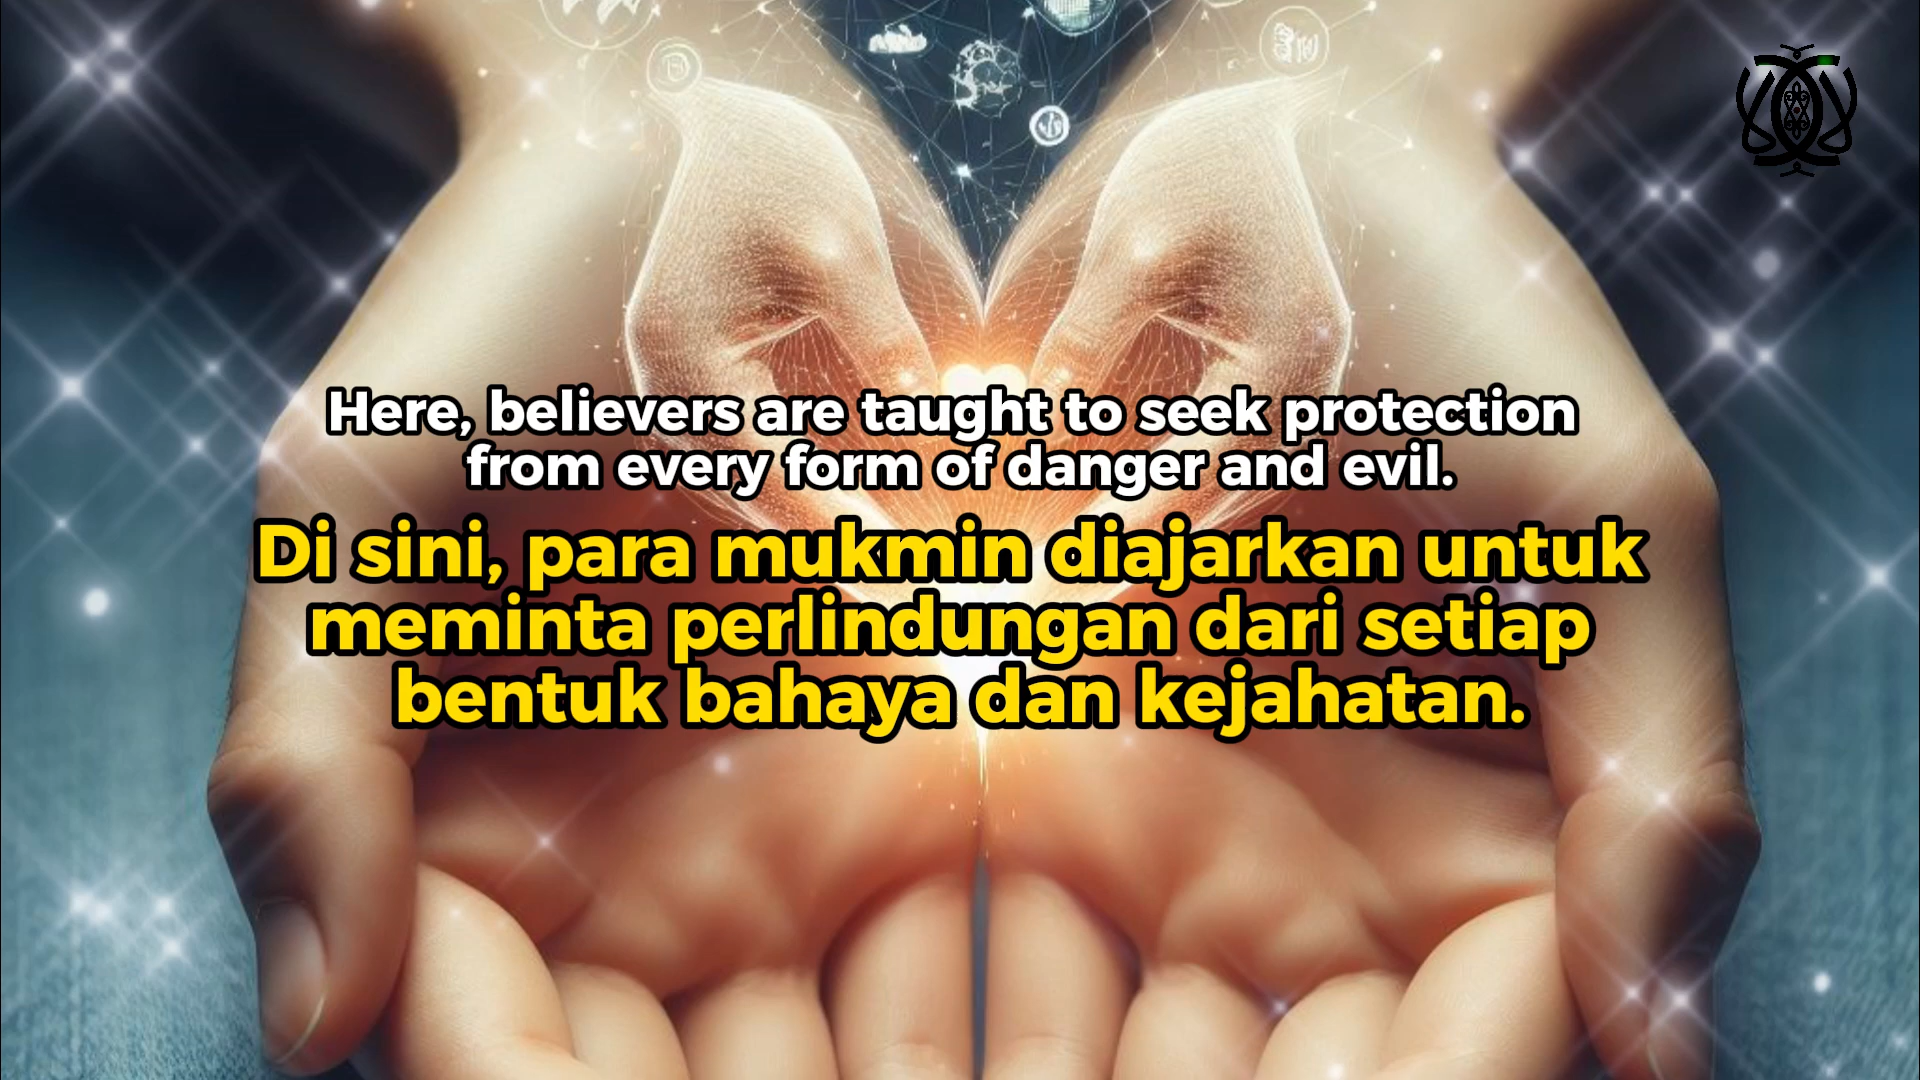 Here, believers are taught to seek protection
from every form of danger and evil.
Di sini, para mukmin diajarkan untuk
meminta perlindungan dari setiap
bentuk bahaya dan kejahatan.